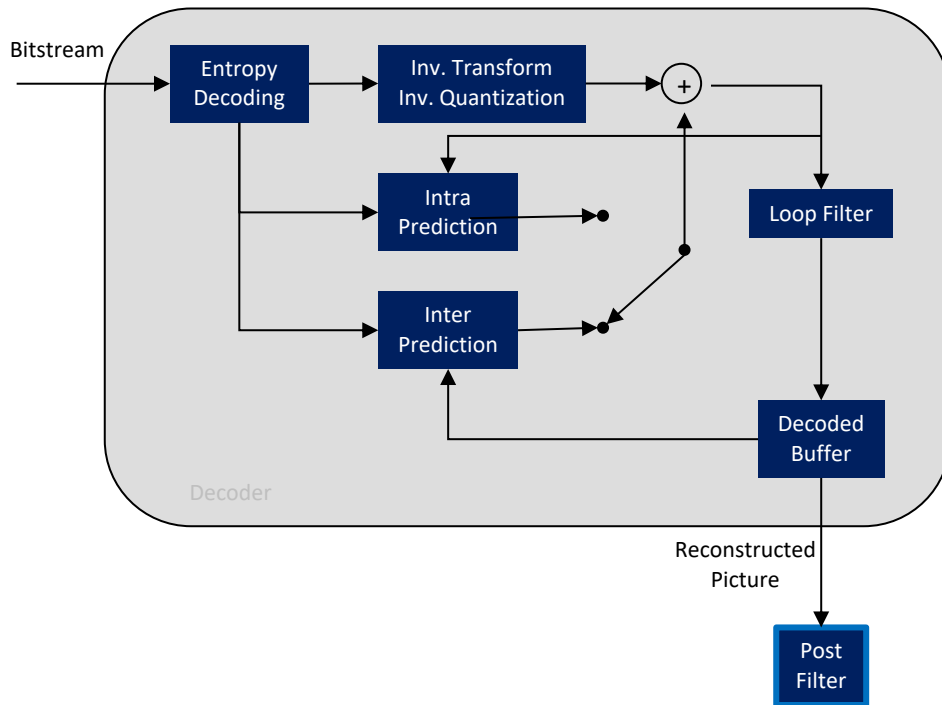 Bitstream
Entropy
Decoding
Inv. Transform
Inv. Quantization
+
Intra
Prediction
Loop Filter
Inter
Prediction
Decoded
Buffer
Decoder
Reconstructed
Picture
Post
Filter